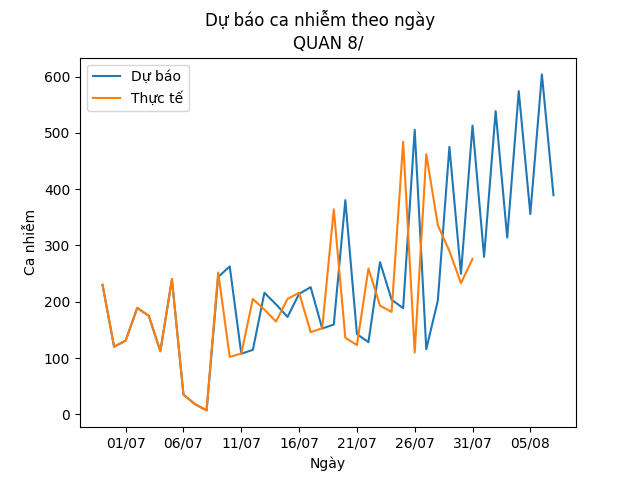 Dự báo ca nhiễm theo ngày
QUAN 8/
Dự báo
Thực tế
Ca nhiễm
600
500
400
300
200
100
0
01/07 06/07 11/07 16/07 21/07 26/07 31/07 05/08
Ngày